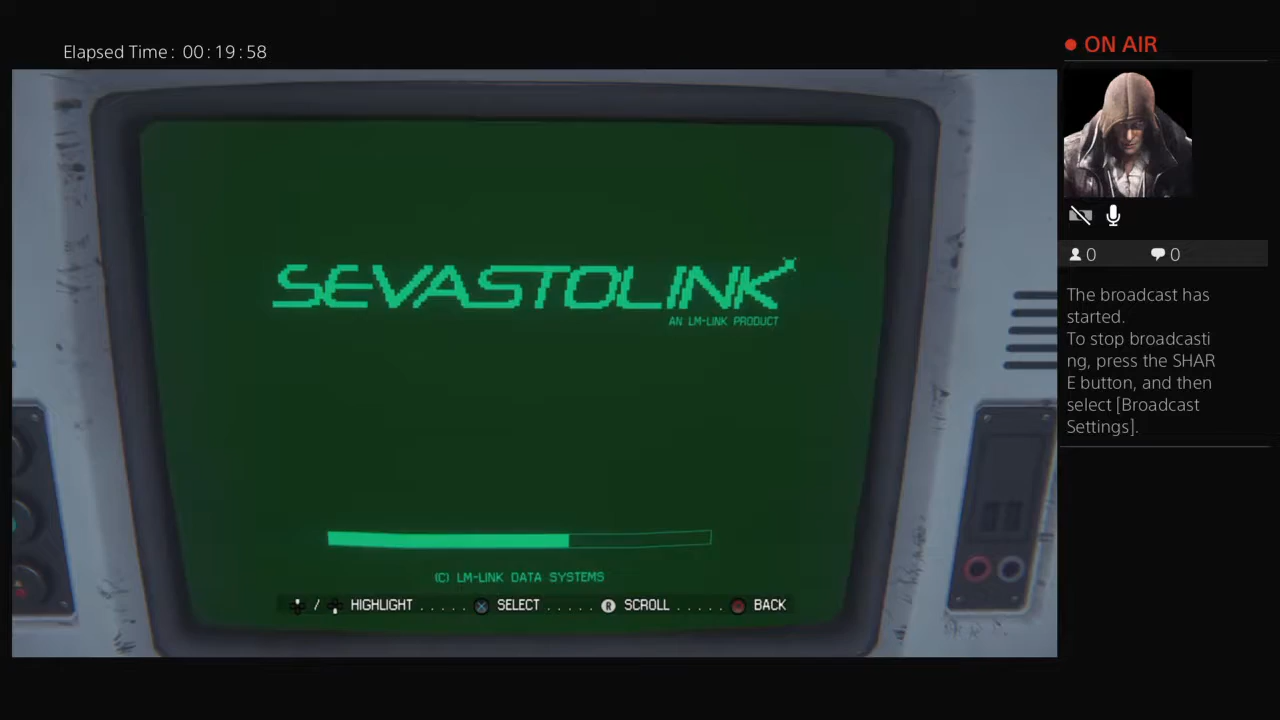 Elapsed Time: 00:19:58
ON AIR
SEVASTOLINK
AN LM-LINK PRODUCT
0 0
The broadcast has
started.
To stop broadcasti
ng, press the SHAR
E button, and then
select [Broadcast
Settings].
(C) LM-LINK DATA SYSTEMS
/ HIGHLIGHT ..... SELECT ..... R SCROLL ..... BACK